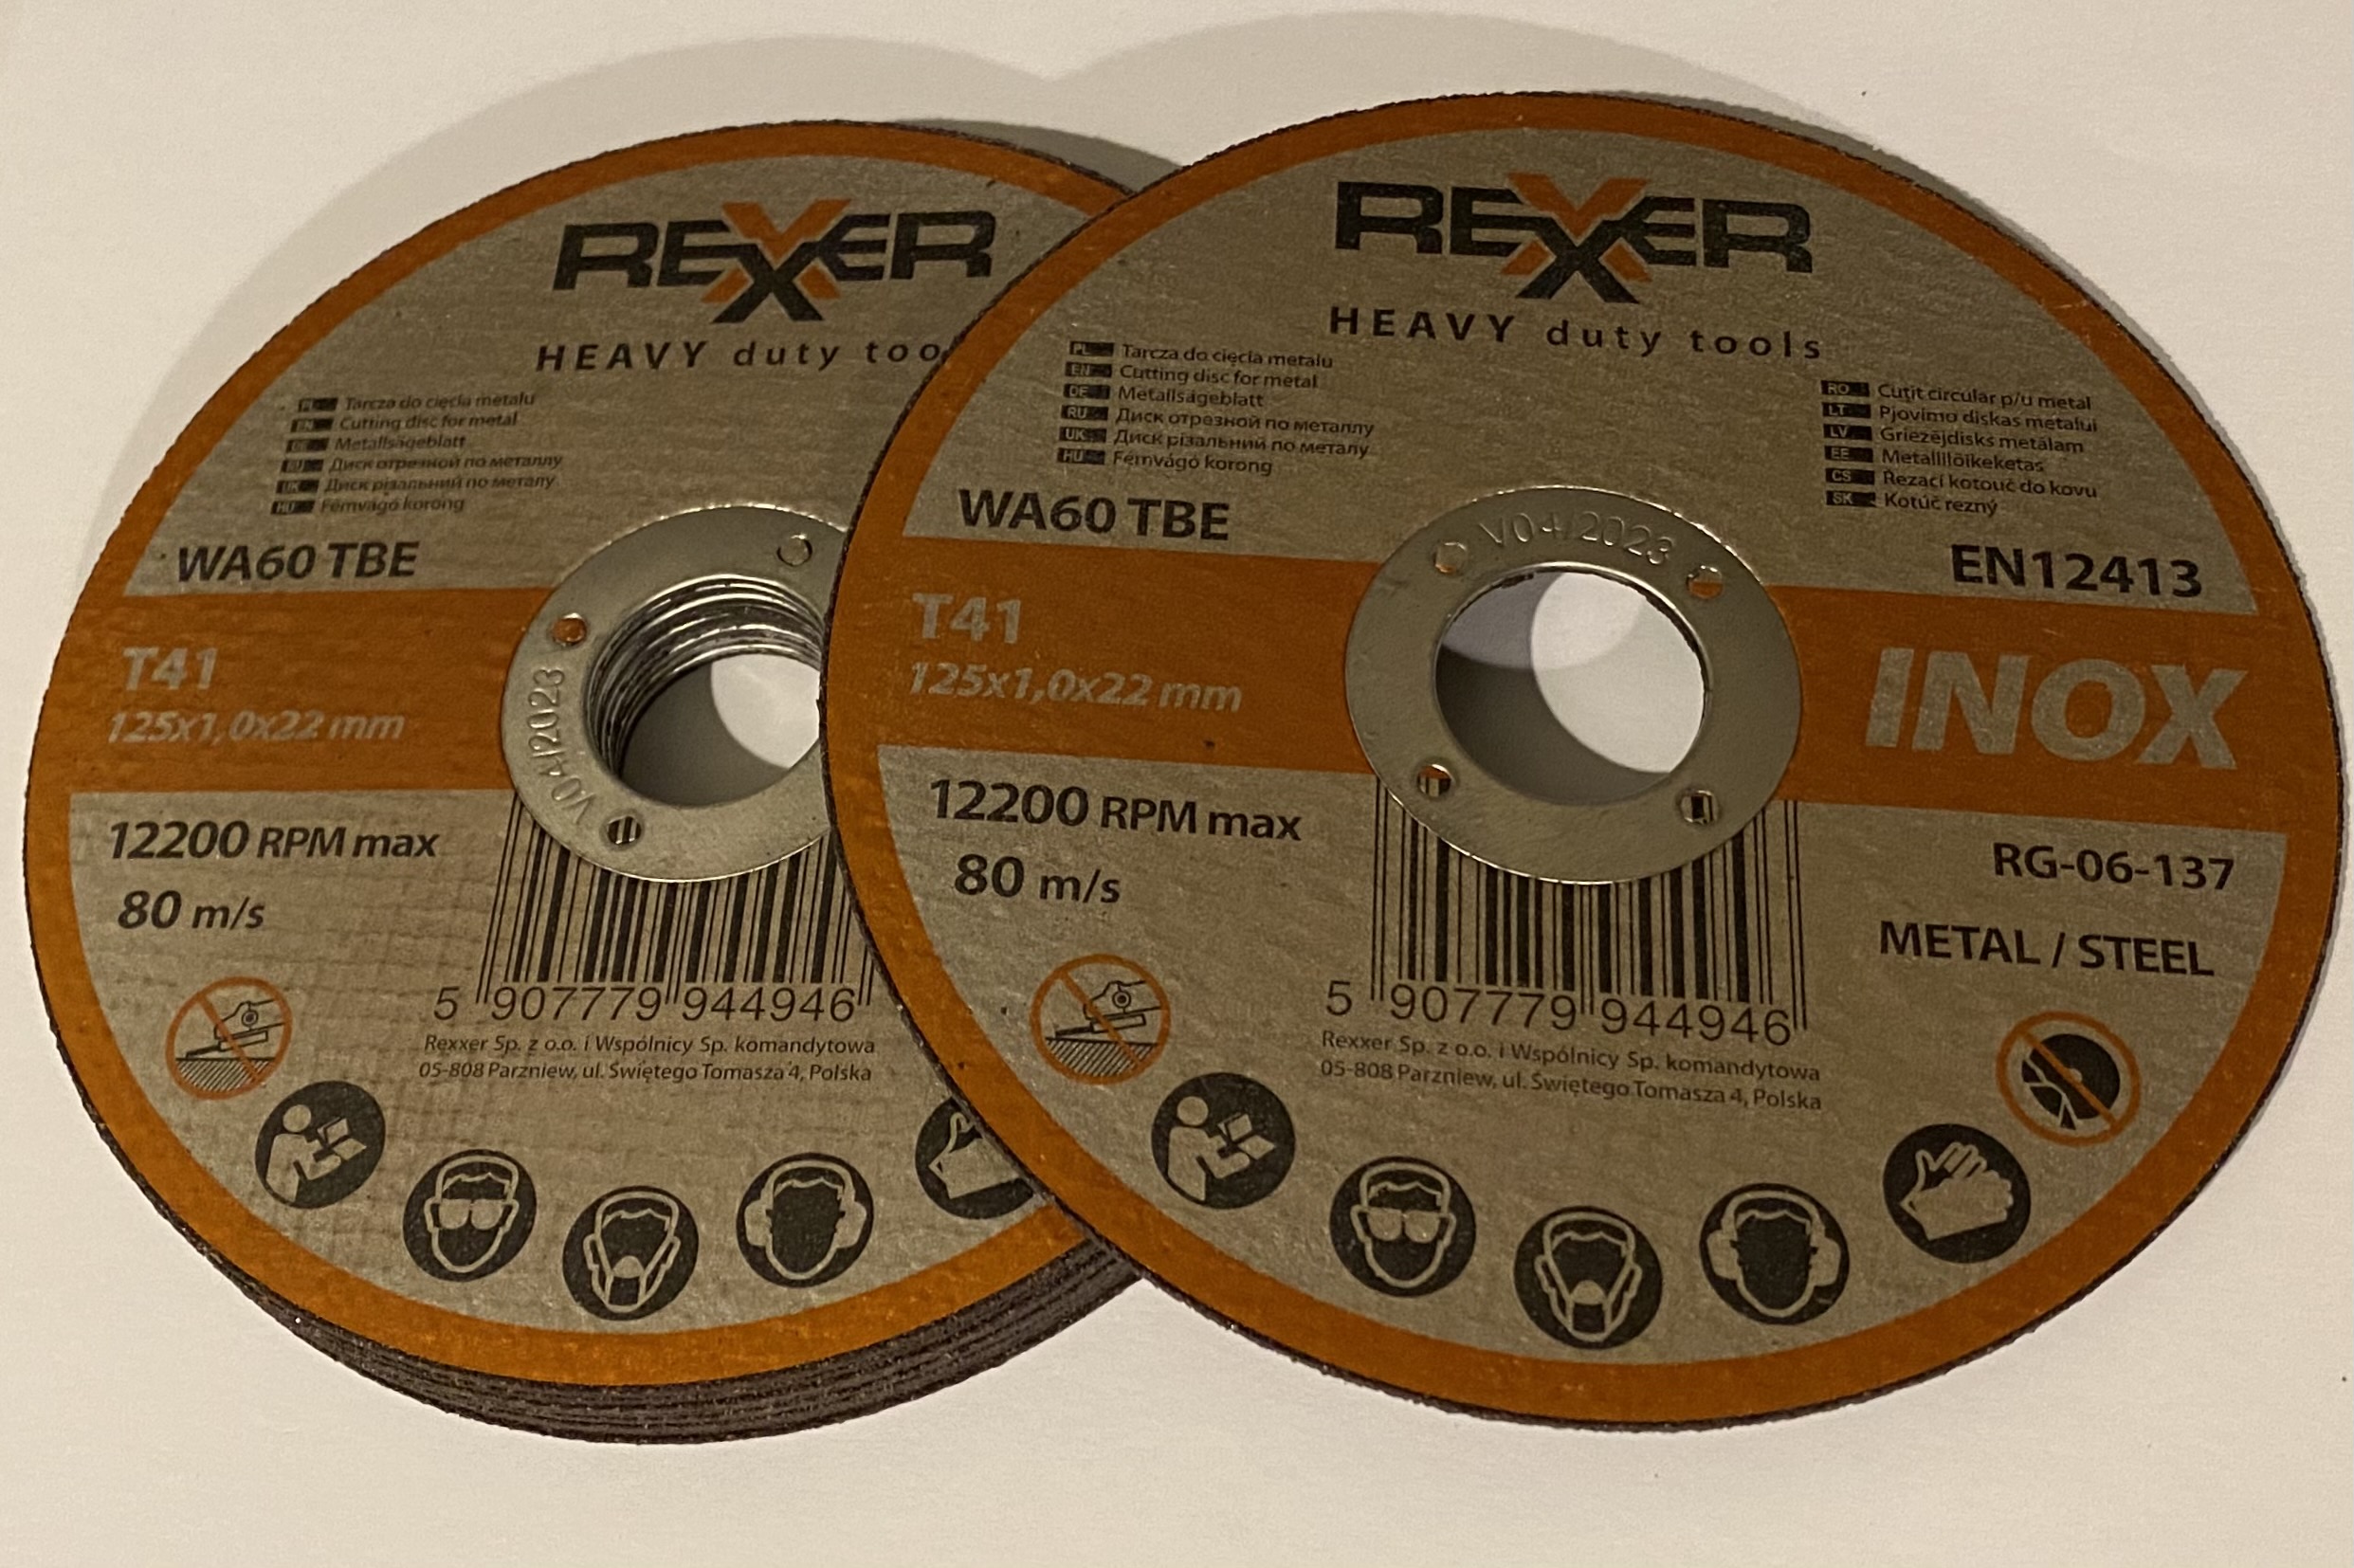 REXXER
HEAVY duty too
PL Tarcza do cięcia metalu
EN Cutting disc for metal
DE Metallsägeblatt
RU Диск отрезной по металлу
UK Диск різальний по металу
HU Fémvágó korong
WA60 TBE
T41
125x1,0x22 mm
V04/2023
12200 RPM max
80 m/s
5 907779 944946
Rexxer Sp. z o.o. i Wspólnicy Sp. komandytowa
05-808 Parzniew, ul. Świętego Tomasza 4, Polska
REXXER
HEAVY duty tools
PL Tarcza do cięcia metalu
EN Cutting disc for metal
DE Metallsägeblatt
RU Диск отрезной по металлу
UK Диск різальний по металу
HU Fémvágó korong
RO Cuțit circular p/u metal
LT Pjovimo diskas metalui
LV Griezējdisks metālam
EE Metallilõikeketas
CS Řezací kotouč do kovu
SK Kotúč rezný
WA60 TBE
EN12413
V04/2023
T41
125x1,0x22 mm
INOX
12200 RPM max
80 m/s
RG-06-137
METAL / STEEL
5 907779 944946
Rexxer Sp. z o.o. i Wspólnicy Sp. komandytowa
05-808 Parzniew, ul. Świętego Tomasza 4, Polska